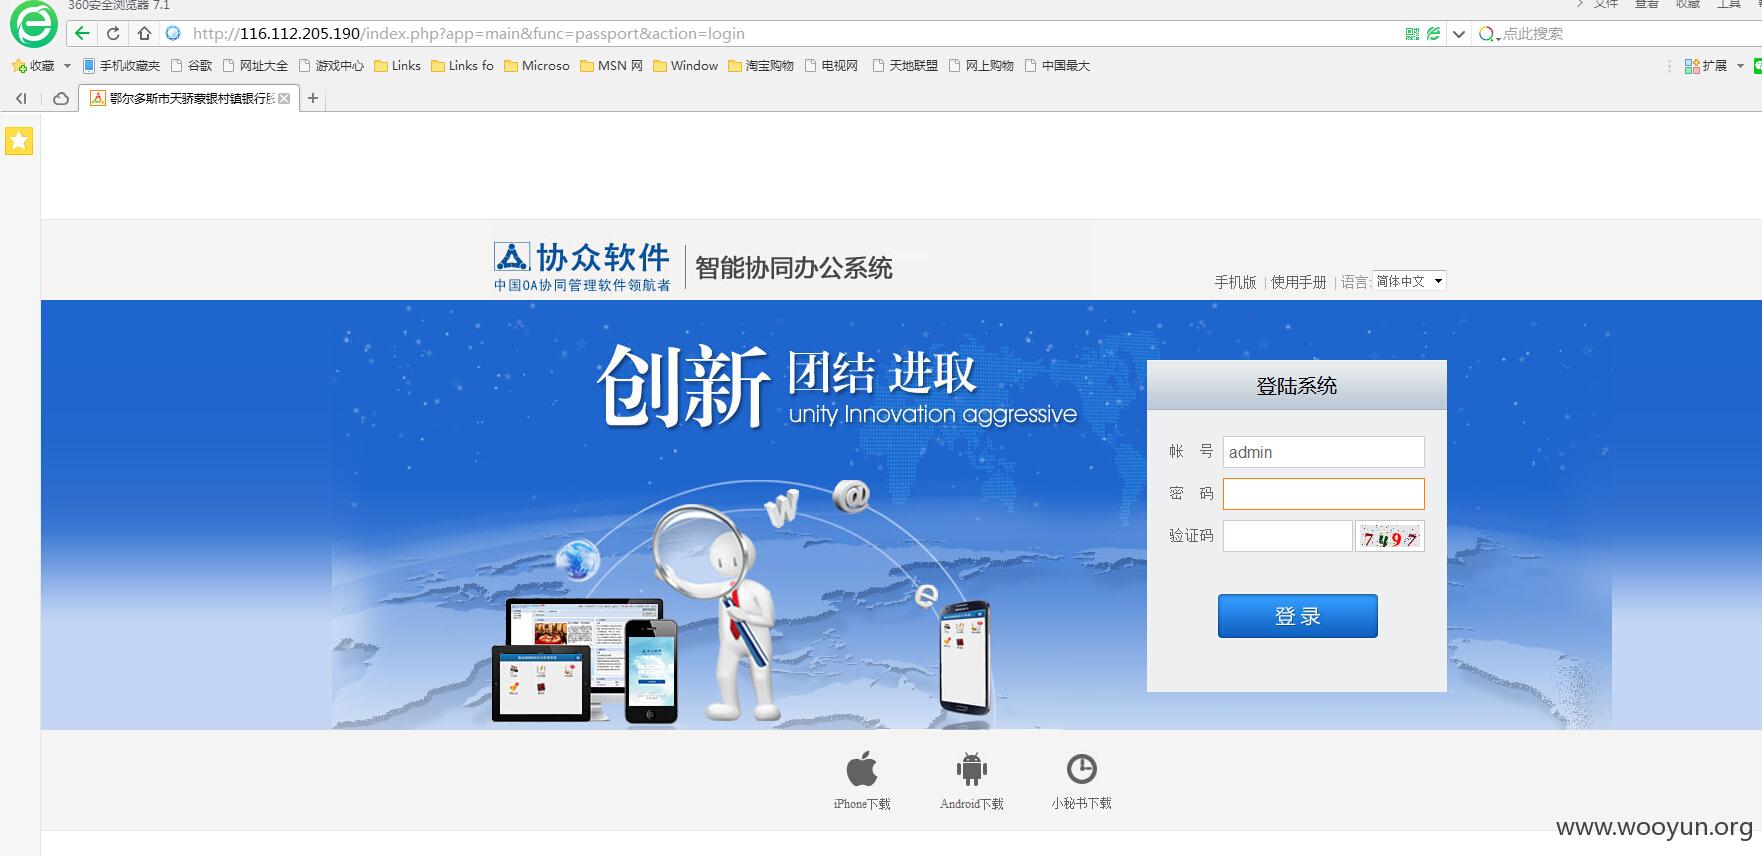 360安全浏览器 7.1
文件 查看 收藏 工具
http://116.112.205.190/index.php?app=main&func=passport&action=login
点此搜索
收藏 手机收藏夹 谷歌 网址大全 游戏中心 Links Links fo Microso MSN 网 Window 淘宝购物 电视网 天地联盟 网上购物 中国最大 扩展
鄂尔多斯市天骄蒙银村镇银行
协众软件
中国OA协同管理软件领航者
智能协同办公系统
手机版 | 使用手册 | 语言: 简体中文
创新 团结 进取
unity Innovation aggressive
登陆系统
帐 号 admin
密 码
验证码 7497
登录
iPhone下载 Android下载 小秘书下载
www.wooyun.org